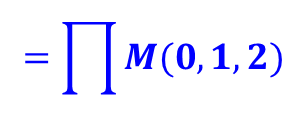 = ∏ M(0, 1, 2)